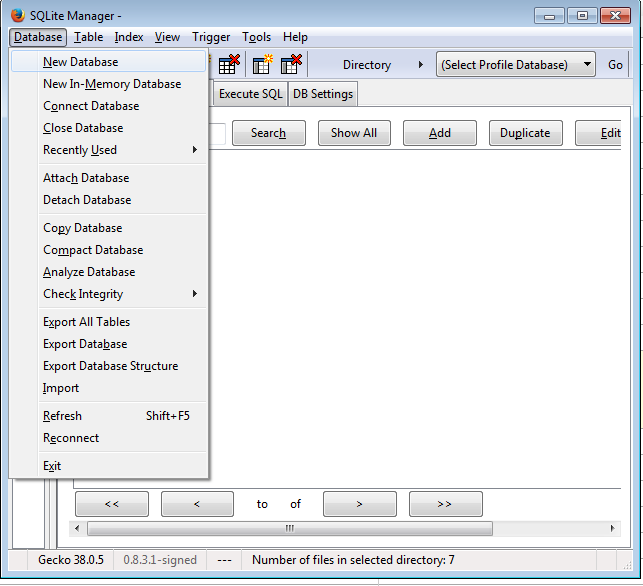 SQLite Manager -
Database Table Index View Trigger Tools Help
Directory (Select Profile Database) Go
Execute SQL DB Settings
Search Show All Add Duplicate Edit
New Database
New In-Memory Database
Connect Database
Close Database
Recently Used
Attach Database
Detach Database
Copy Database
Compact Database
Analyze Database
Check Integrity
Export All Tables
Export Database
Export Database Structure
Import
Refresh Shift+F5
Reconnect
Exit
<< < to of > >>
Gecko 38.0.5 0.8.3.1-signed --- Number of files in selected directory: 7